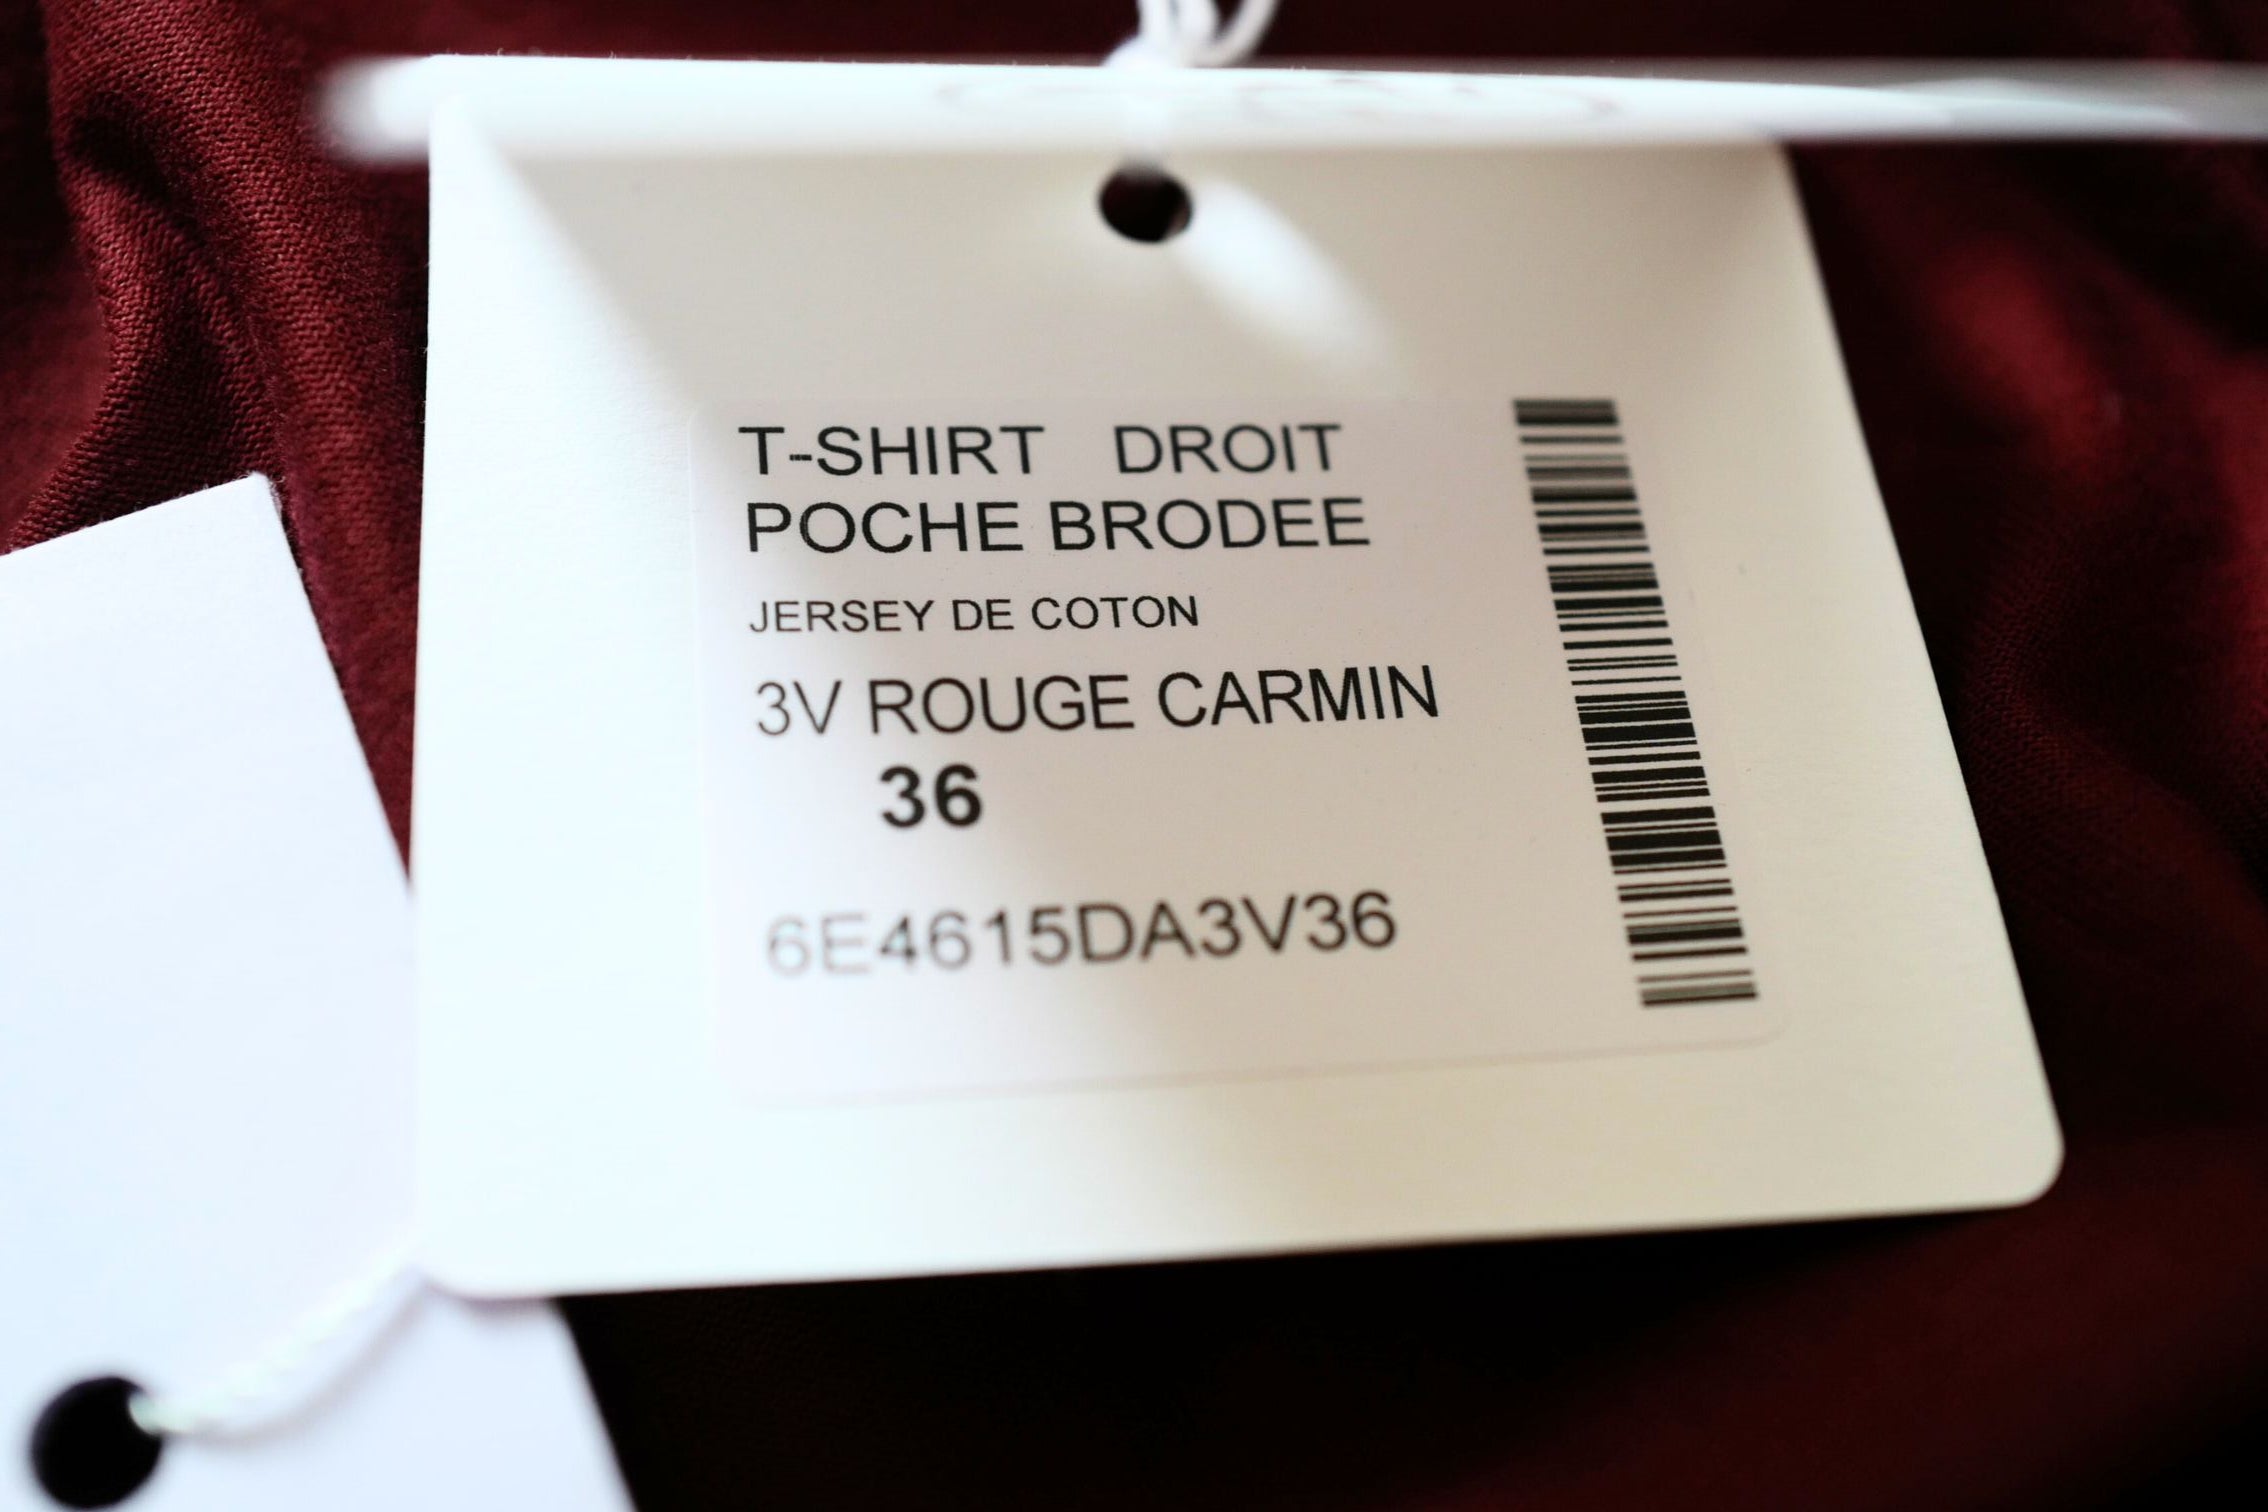 T-SHIRT DROIT
POCHE BRODEE
JERSEY DE COTON
3V ROUGE CARMIN
36
6E4615DA3V36